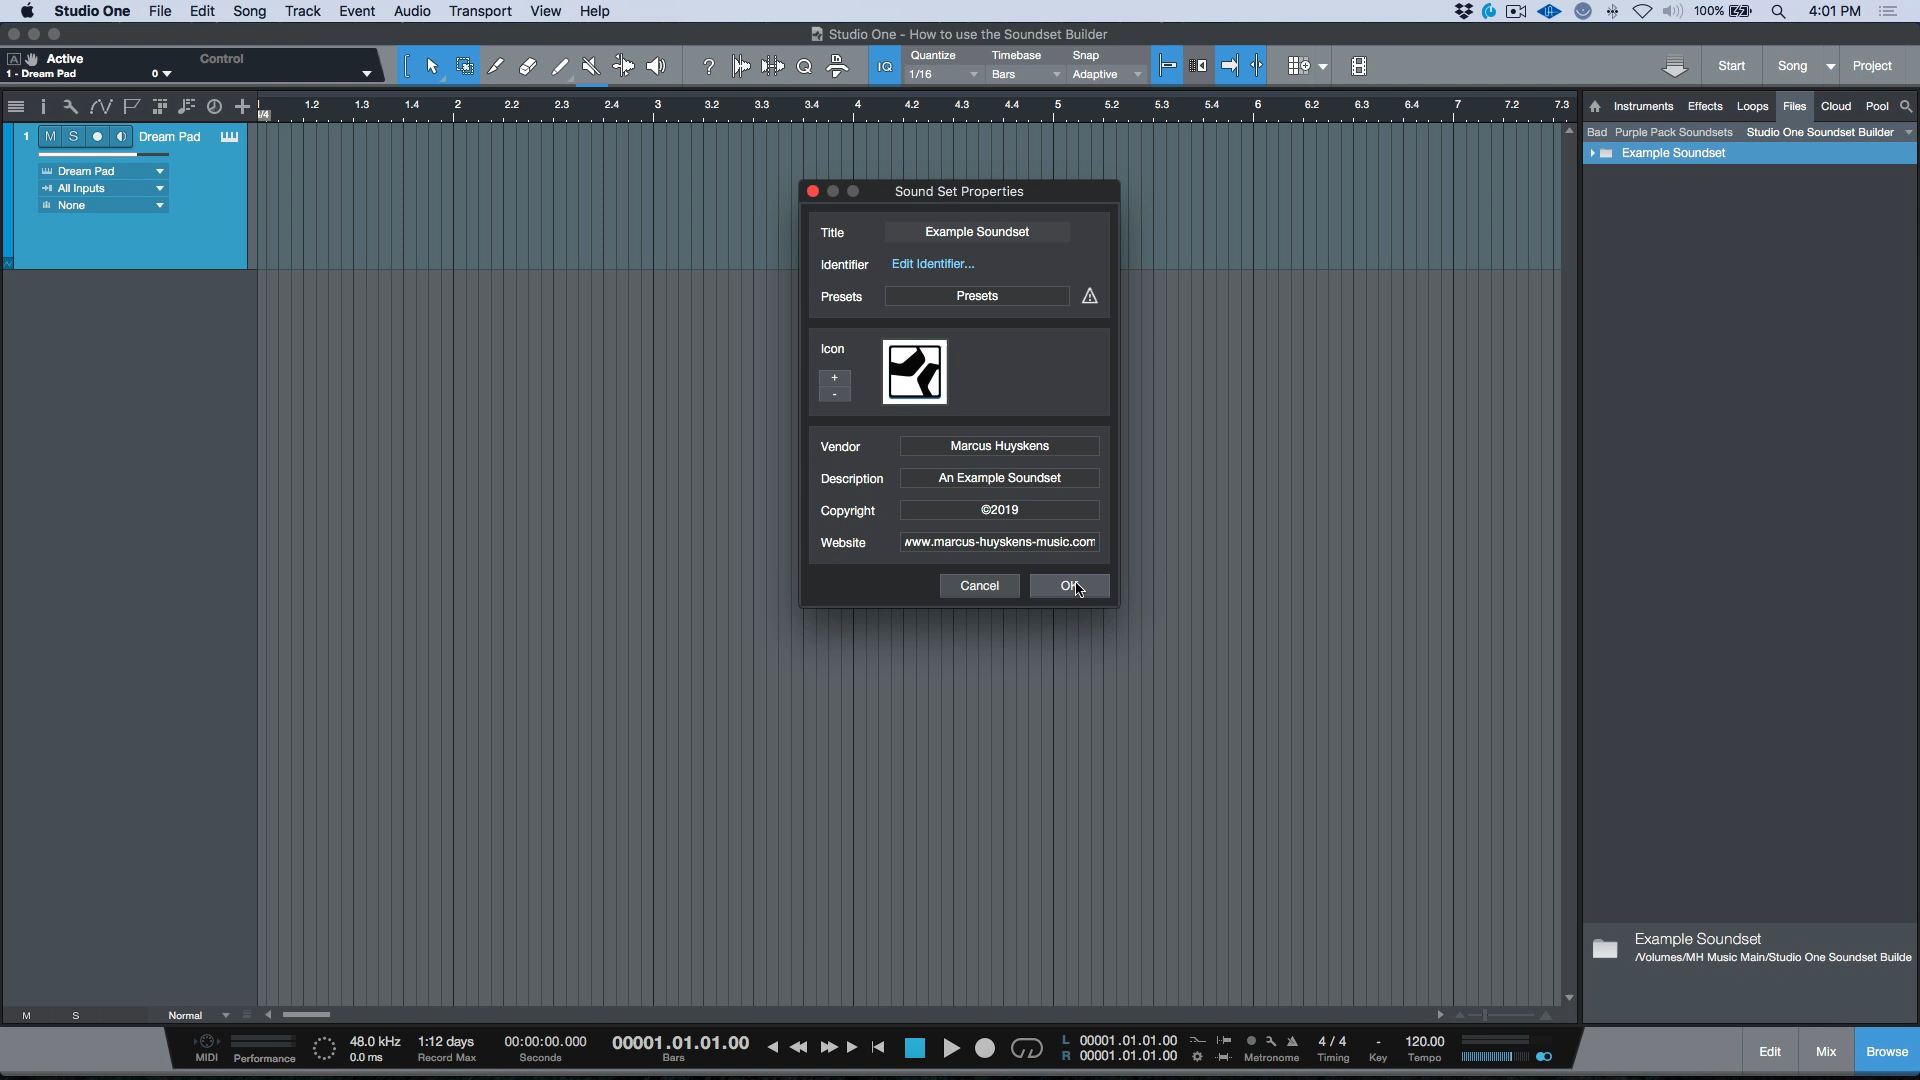 Studio One File Edit Song Track Event Audio Transport View Help 100% 4:01 PM
Studio One - How to use the Soundset Builder
A Active Control
1 - Dream Pad 0
IQ Quantize Timebase Snap
1/16 Bars Adaptive
Start Song Project
1.2 1.3 1.4 2 2.2 2.3 2.4 3 3.2 3.3 3.4 4 4.2 4.3 4.4 5 5.2 5.3 5.4 6 6.2 6.3 6.4 7 7.2 7.3
Instruments Effects Loops Files Cloud Pool
Bad Purple Pack Soundsets Studio One Soundset Builder
Example Soundset
1 M S Dream Pad
Dream Pad
All Inputs
None
Sound Set Properties
Title Example Soundset
Identifier Edit Identifier...
Presets Presets
Icon
+
-
Vendor Marcus Huyskens
Description An Example Soundset
Copyright ©2019
Website www.marcus-huyskens-music.com
Cancel OK
Example Soundset
/Volumes/MH Music Main/Studio One Soundset Builde
M S Normal
MIDI Performance
48.0 kHz
0.0 ms
1:12 days
Record Max
00:00:00.000
Seconds
00001.01.01.00
Bars
L 00001.01.01.00
R 00001.01.01.00
Metronome
4 / 4
Timing
-
Key
120.00
Tempo
Edit Mix Browse